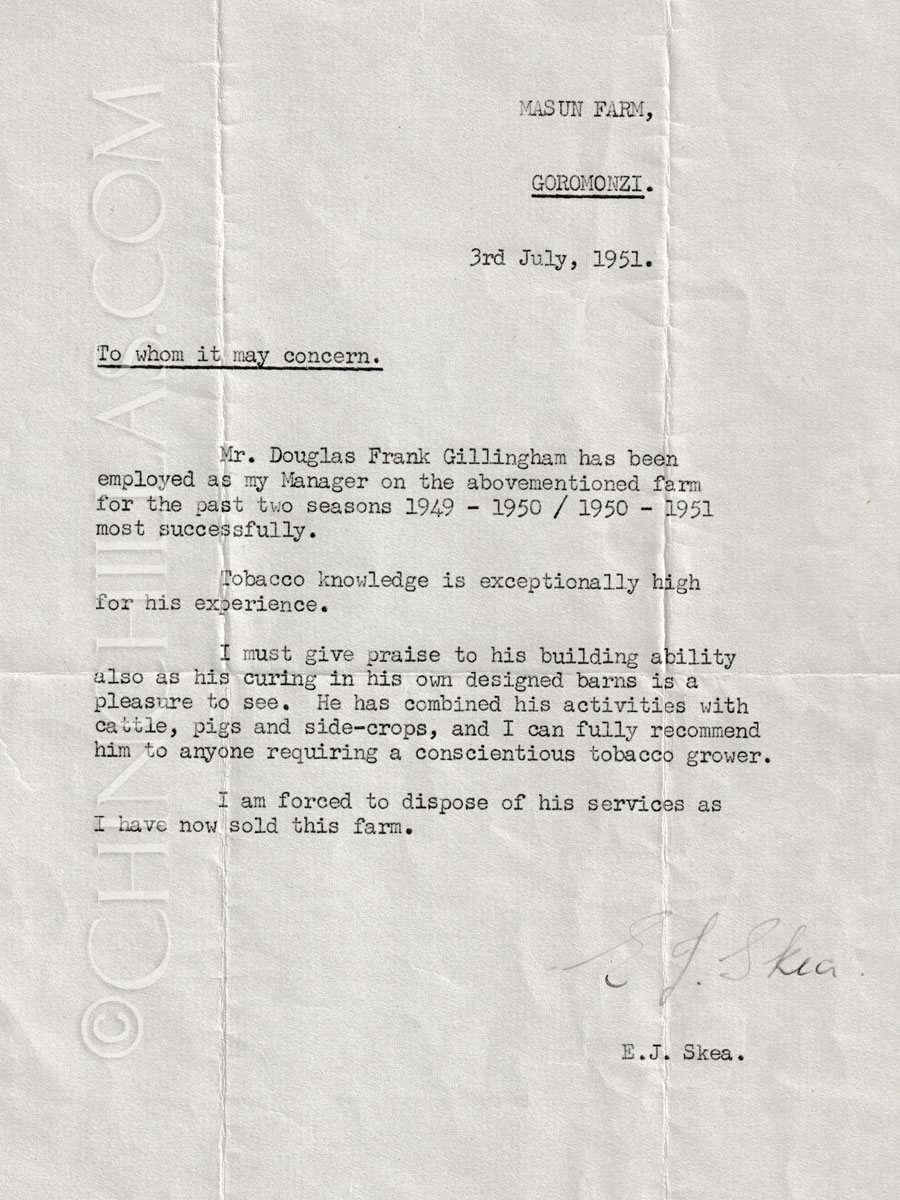 MASUN FARM,
GOROMONZI.
3rd July, 1951.
To whom it may concern.
Mr. Douglas Frank Gillingham has been
employed as my Manager on the abovementioned farm
for the past two seasons 1949 - 1950 / 1950 - 1951
most successfully.
Tobacco knowledge is exceptionally high
for his experience.
I must give praise to his building ability
also as his curing in his own designed barns is a
pleasure to see. He has combined his activities with
cattle, pigs and side-crops, and I can fully recommend
him to anyone requiring a conscientious tobacco grower.
I am forced to dispose of his services as
I have now sold this farm.
E J. Skea.
E.J. Skea.
©CHINCHILLAS.COM